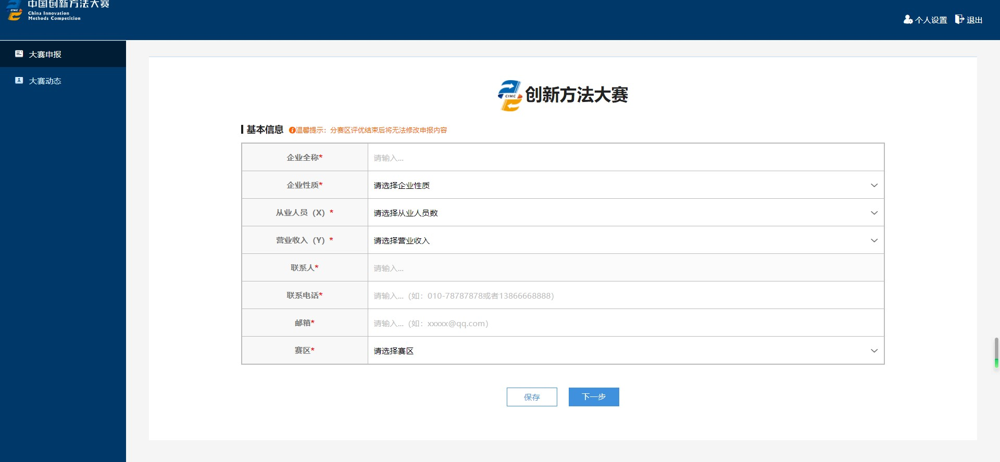 中国创新方法大赛
China Innovation
Methods Competition
CIMC
个人设置
退出
大赛申报
大赛动态
CIMC
创新方法大赛
基本信息
温馨提示：分赛区评优结束后将无法修改申报内容
企业全称*
请输入...
企业性质*
请选择企业性质
从业人员（X）*
请选择从业人员数
营业收入（Y）*
请选择营业收入
联系人*
请输入...
联系电话*
请输入...（如：010-78787878或者13866668888）
邮箱*
请输入...（如：xxxxx@qq.com）
赛区*
请选择赛区
保存
下一步